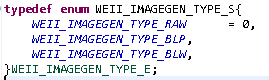 typedef enum WEII_IMAGEGEN_TYPE_S{
    WEII_IMAGEGEN_TYPE_RAW      = 0,
    WEII_IMAGEGEN_TYPE_BLP,
    WEII_IMAGEGEN_TYPE_BLW,
}WEII_IMAGEGEN_TYPE_E;